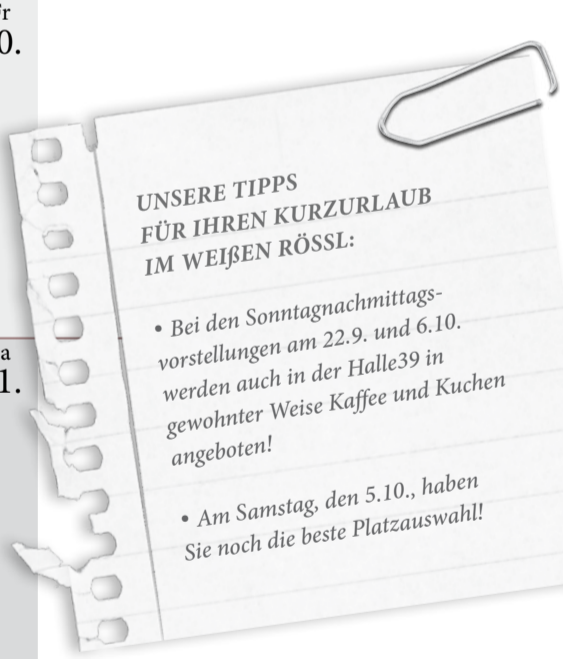 r
0.
UNSERE TIPPS
FÜR IHREN KURZURLAUB
IM WEIßEN RÖSSL:
• Bei den Sonntagnachmittags-
vorstellungen am 22.9. und 6.10.
werden auch in der Halle39 in
gewohnter Weise Kaffee und Kuchen
angeboten!
a
1.
• Am Samstag, den 5.10., haben
Sie noch die beste Platzauswahl!